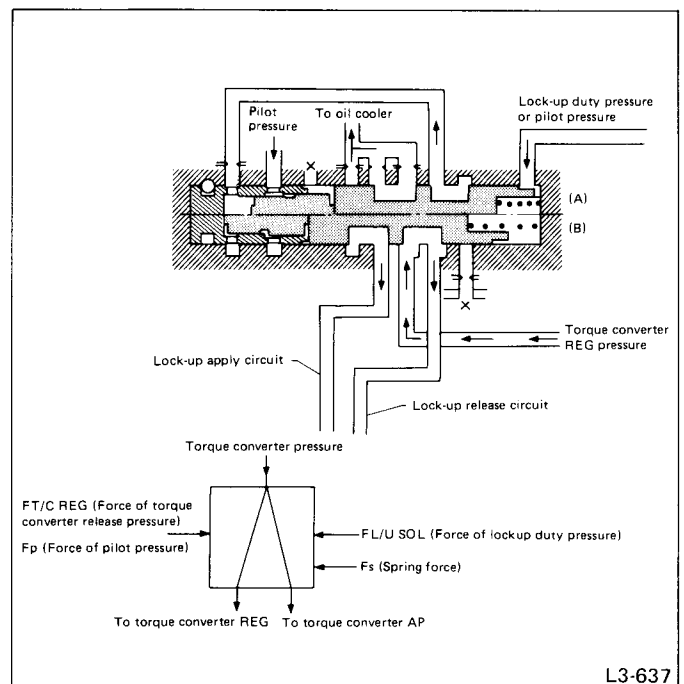 Pilot
pressure
To oil cooler
Lock-up duty pressure
or pilot pressure
(A)
(B)
Torque converter
REG pressure
Lock-up apply circuit
Lock-up release circuit
Torque converter pressure
FT/C REG (Force of torque
converter release pressure)
Fp (Force of pilot pressure)
FL/U SOL (Force of lockup duty pressure)
Fs (Spring force)
To torque converter REG
To torque converter AP
L3-637